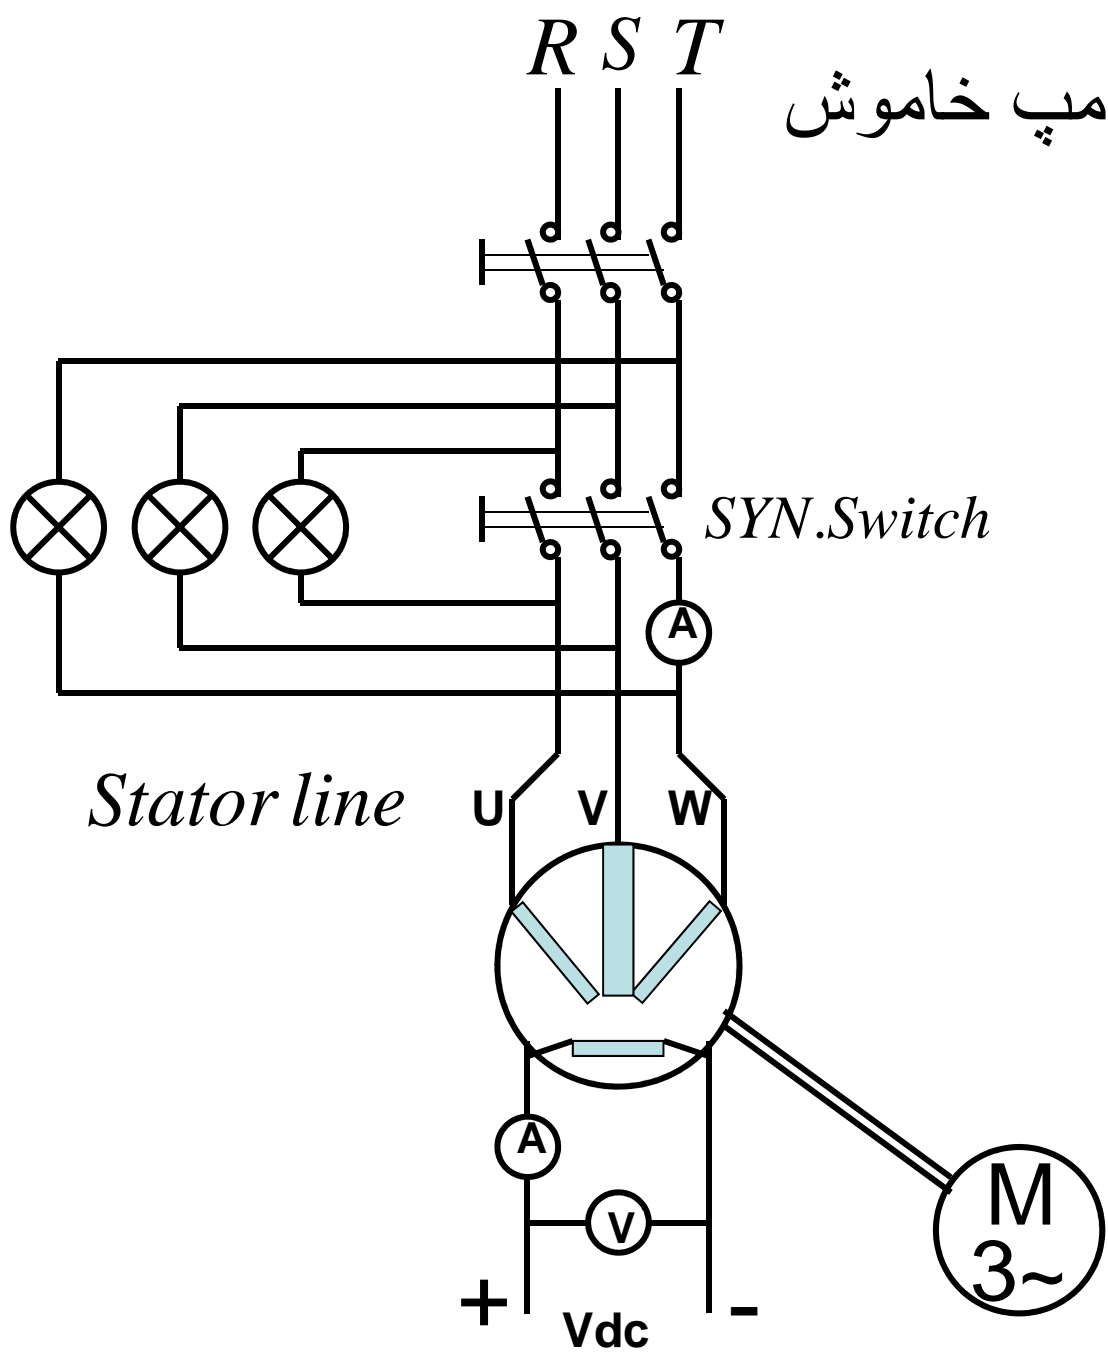 R S T
مپ خاموش
SYN.Switch
A
Stator line
U V W
A
V
M
3~
+ -
Vdc